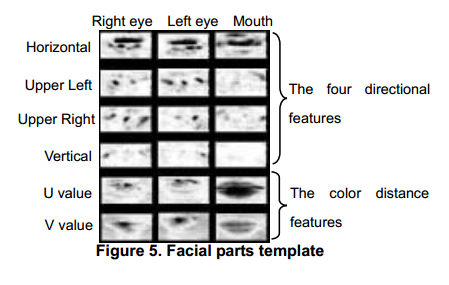 Right eye Left eye Mouth
Horizontal
Upper Left
Upper Right
Vertical
U value
V value
The four directional
features
The color distance
features
Figure 5. Facial parts template